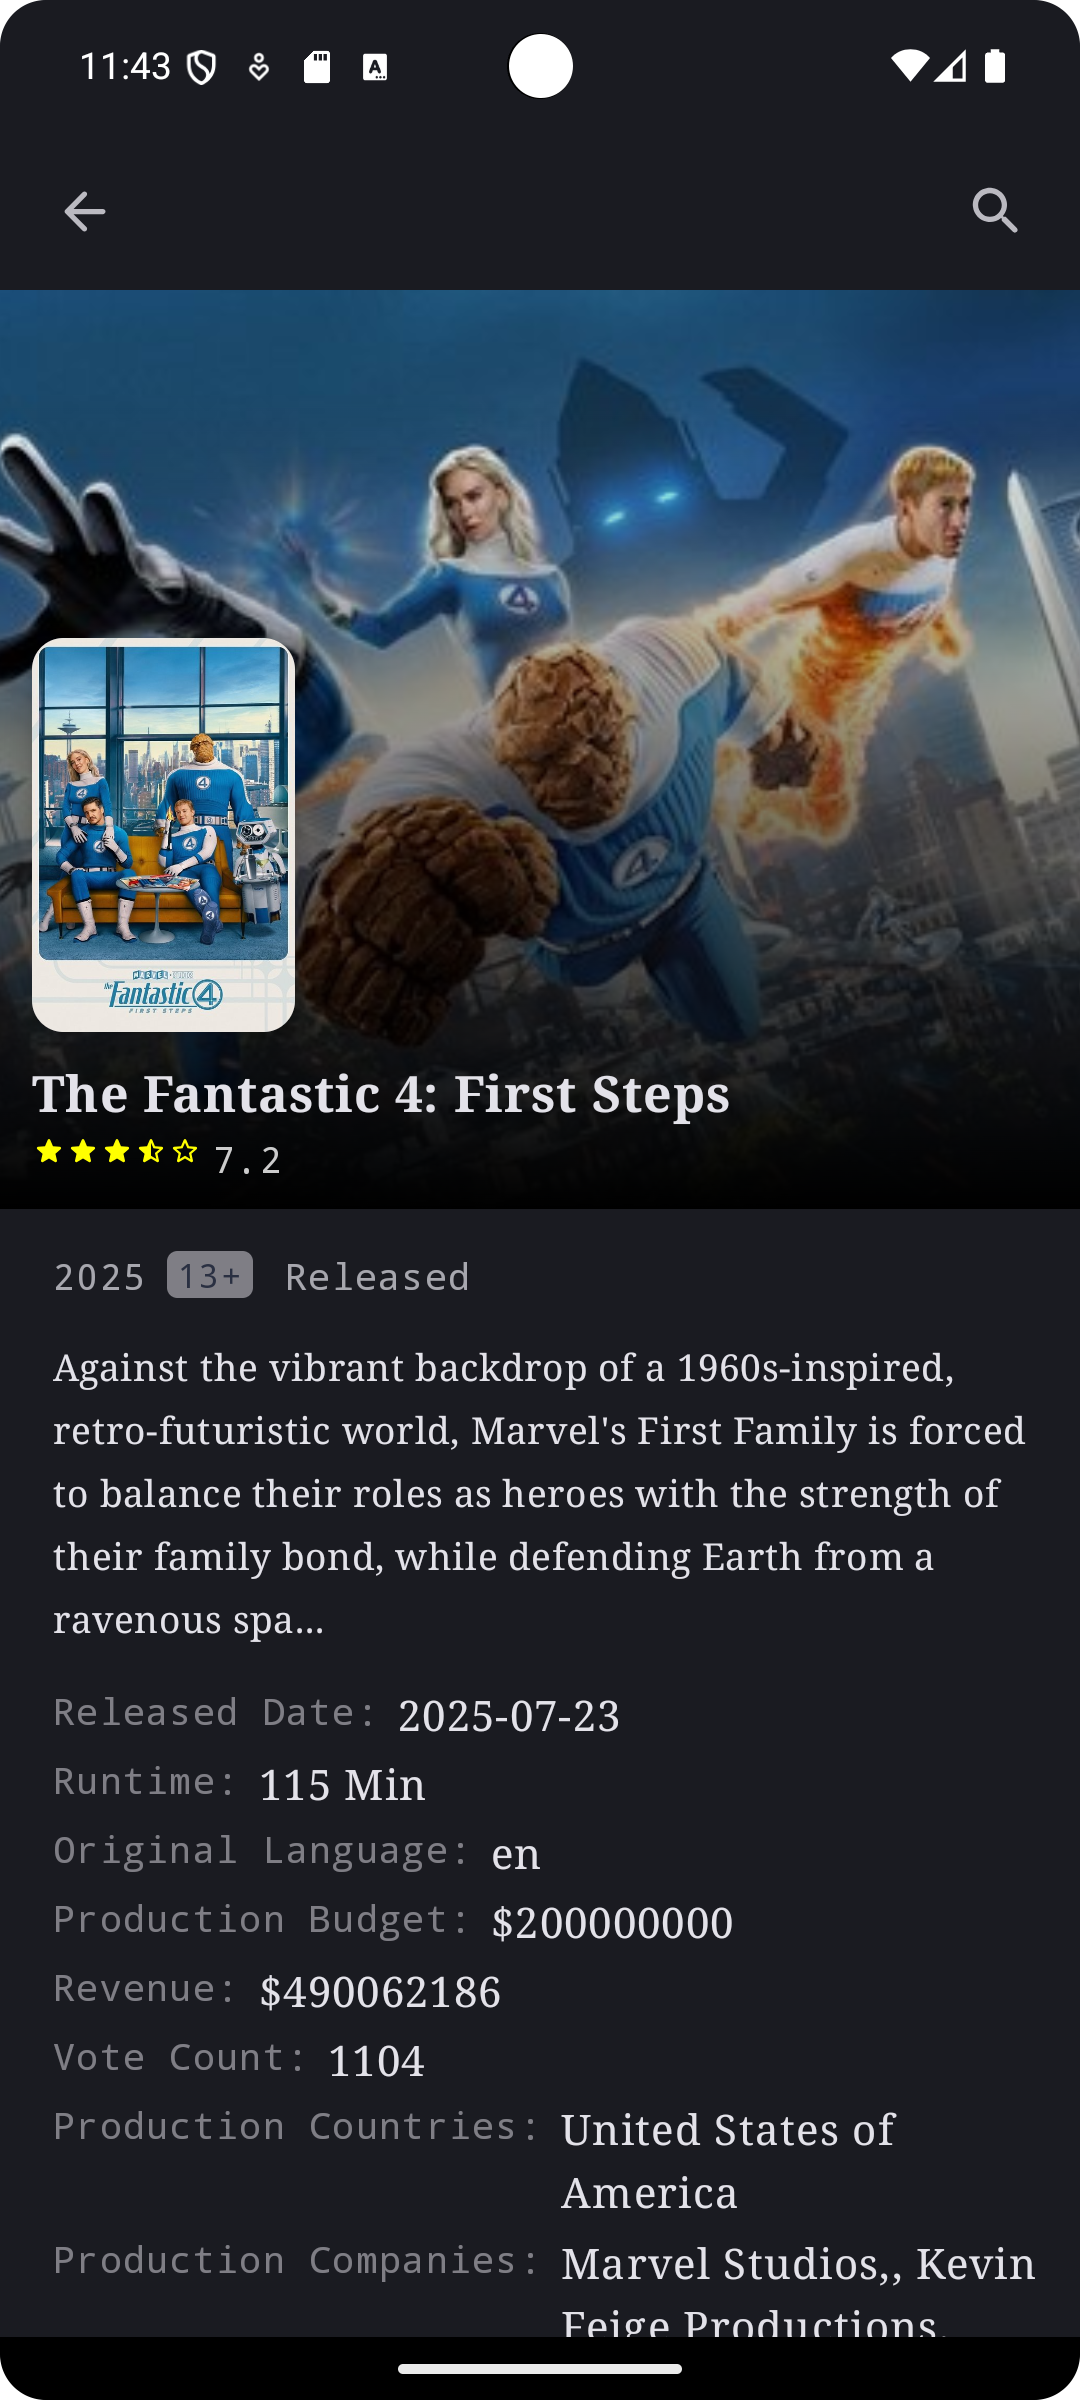 11:43
MARVEL STUDIOS
the Fantastic 4
FIRST STEPS
The Fantastic 4: First Steps
7.2
2025 13+ Released
Against the vibrant backdrop of a 1960s-inspired,
retro-futuristic world, Marvel's First Family is forced
to balance their roles as heroes with the strength of
their family bond, while defending Earth from a
ravenous spa...
Released Date: 2025-07-23
Runtime: 115 Min
Original Language: en
Production Budget: $200000000
Revenue: $490062186
Vote Count: 1104
Production Countries: United States of
America
Production Companies: Marvel Studios,, Kevin
Feige Productions,